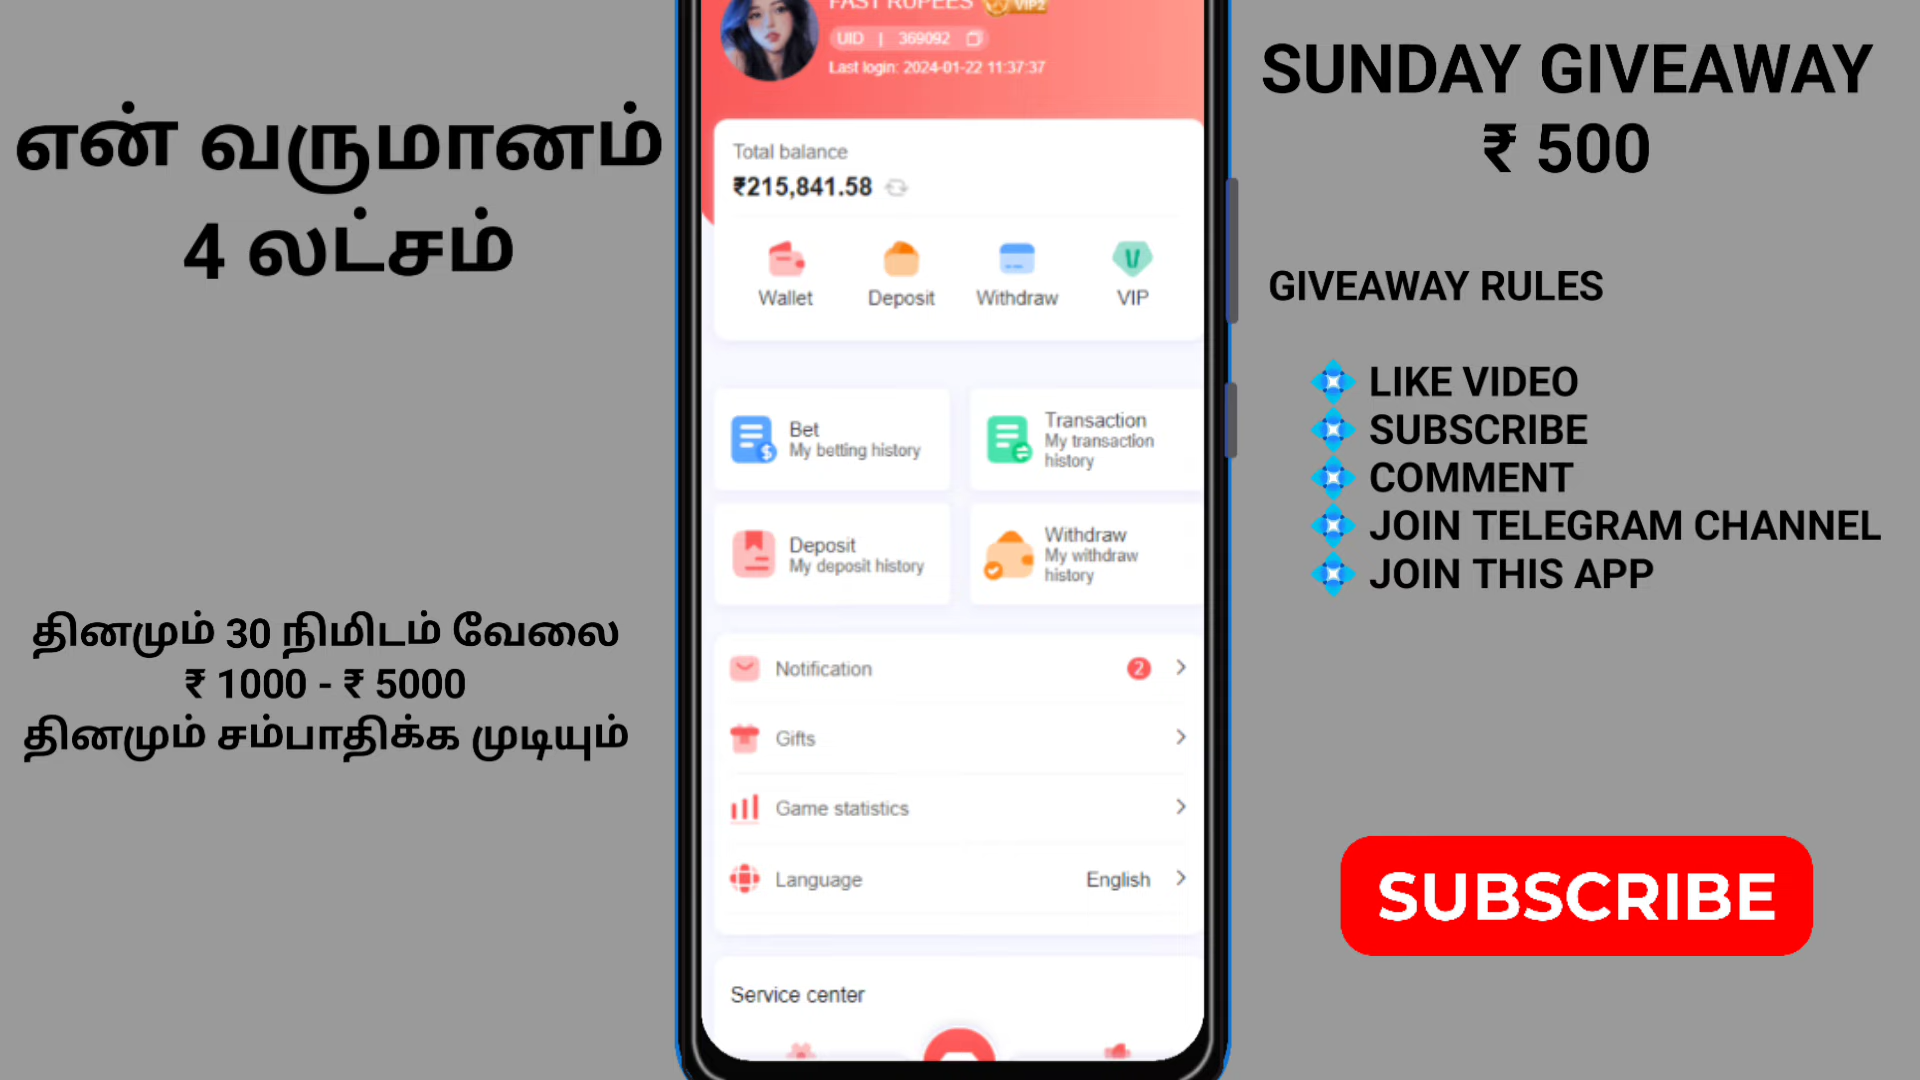 என் வருமானம்
4 லட்சம்
தினமும் 30 நிமிடம் வேலை
₹ 1000 - ₹ 5000
தினமும் சம்பாதிக்க முடியும்
FAST RUPEES VIP2
UID | 369092
Last login: 2024-01-22 11:37:37
Total balance
₹215,841.58
Wallet
Deposit
Withdraw
VIP
Bet
My betting history
Transaction
My transaction
history
Deposit
My deposit history
Withdraw
My withdraw
history
Notification 2
Gifts
Game statistics
Language English
Service center
SUNDAY GIVEAWAY
₹ 500
GIVEAWAY RULES
💠 LIKE VIDEO
💠 SUBSCRIBE
💠 COMMENT
💠 JOIN TELEGRAM CHANNEL
💠 JOIN THIS APP
SUBSCRIBE